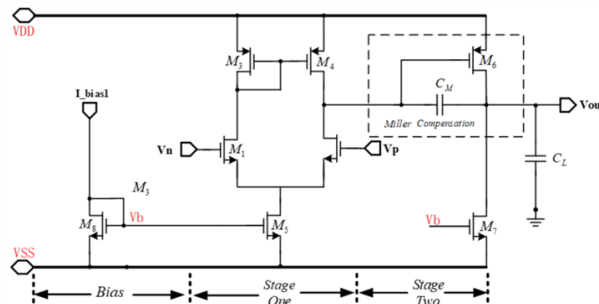 VDD
M3
M4
M6
CM
I_bias1
Miller Compensation
Vou
Vn
M1
Vp
CL
M3
M8
Vb
M5
Vb
M7
VSS
Bias
Stage One
Stage Two